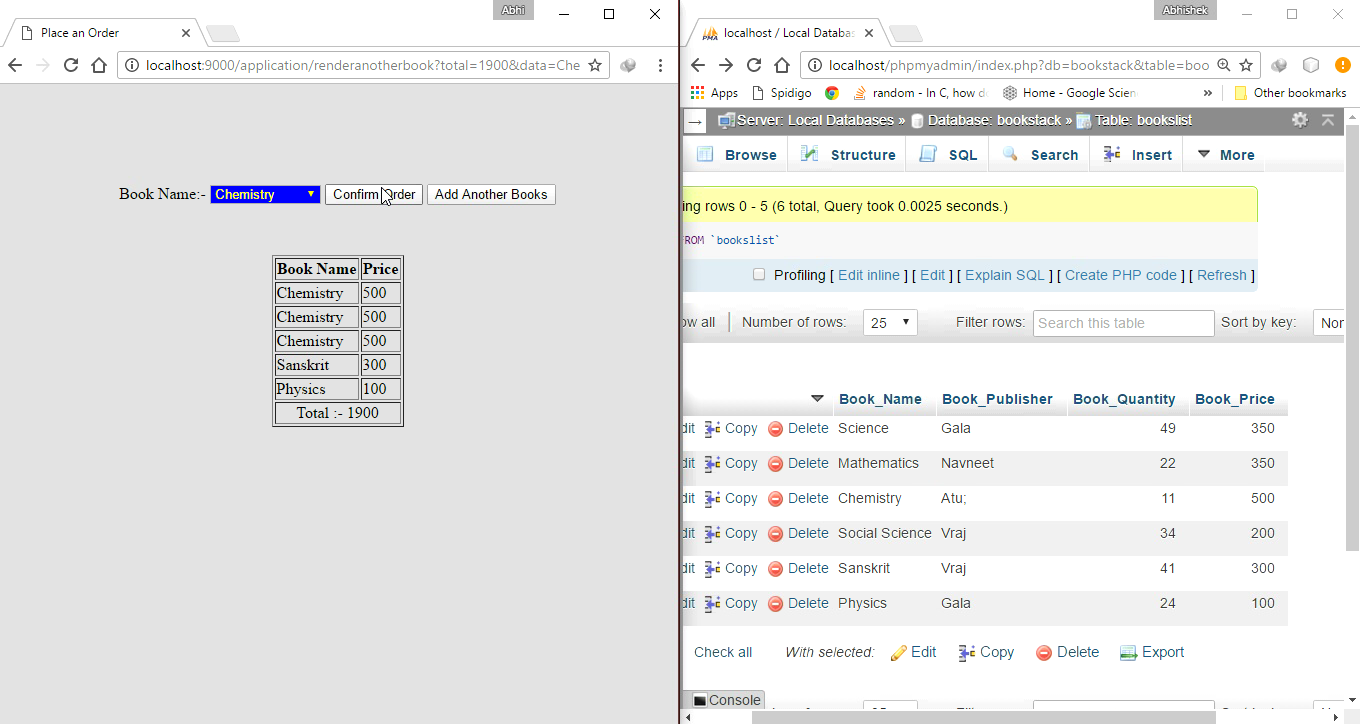 Abhi
Place an Order
localhost:9000/application/renderanotherbook?total=1900&data=Che
Book Name:- Chemistry Confirm Order Add Another Books
Book Name Price
Chemistry 500
Chemistry 500
Chemistry 500
Sanskrit 300
Physics 100
Total :- 1900
Abhishek
PMA localhost / Local Databas
localhost/phpmyadmin/index.php?db=bookstack&table=boo
Apps Spidigo random - In C, how d Home - Google Scien » Other bookmarks
Server: Local Databases » Database: bookstack » Table: bookslist
Browse Structure SQL Search Insert More
ing rows 0 - 5 (6 total, Query took 0.0025 seconds.)
FROM `bookslist`
Profiling [ Edit inline ] [ Edit ] [ Explain SQL ] [ Create PHP code ] [ Refresh ]
ow all Number of rows: 25 Filter rows: Search this table Sort by key: Non
Book_Name Book_Publisher Book_Quantity Book_Price
dit Copy Delete Science Gala 49 350
dit Copy Delete Mathematics Navneet 22 350
dit Copy Delete Chemistry Atu; 11 500
dit Copy Delete Social Science Vraj 34 200
dit Copy Delete Sanskrit Vraj 41 300
dit Copy Delete Physics Gala 24 100
Check all With selected: Edit Copy Delete Export
Console